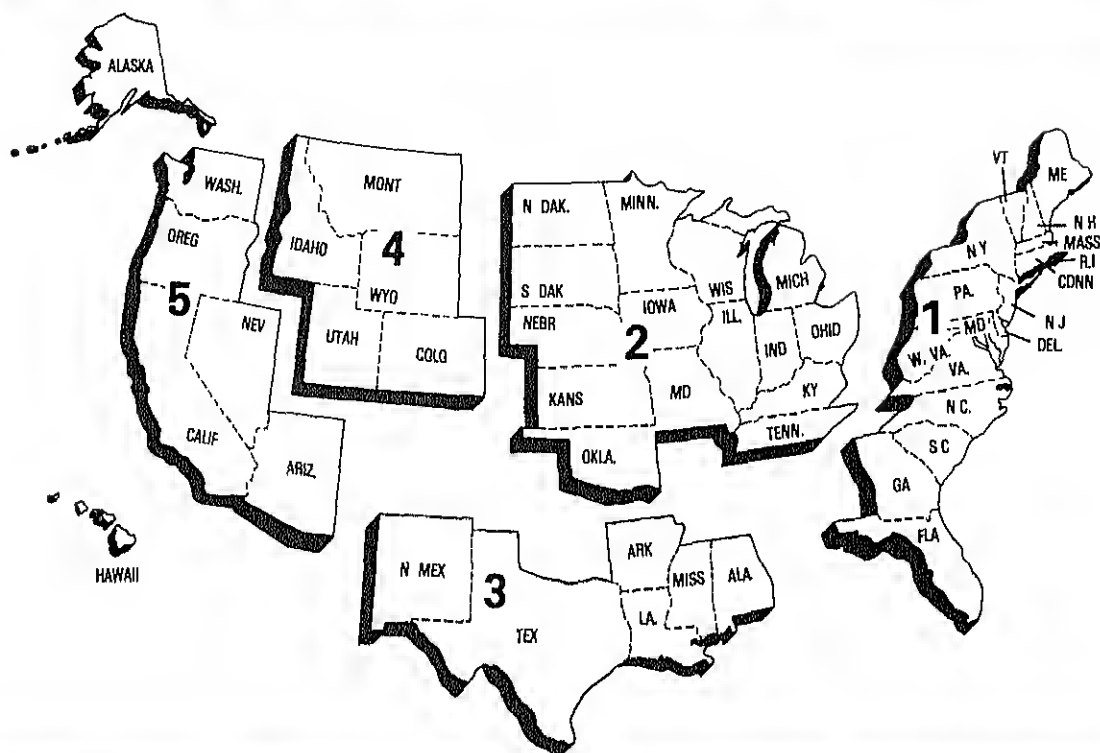 ALASKA
WASH.
OREG
5
NEV
CALIF
ARIZ.
HAWAII
MONT
IDAHO
4
WYO
UTAH
COLO
N DAK.
MINN.
S DAK
WIS
MICH
NEBR
IOWA
2
ILL.
IND
OHIO
KANS
MO
KY
TENN.
OKLA.
N MEX
3
TEX
ARK
LA.
MISS
ALA
VT
ME
N H
MASS
R.I
CONN
N Y
PA.
1
MD
N J
DEL.
W. VA.
VA.
N C.
S C
GA
FLA